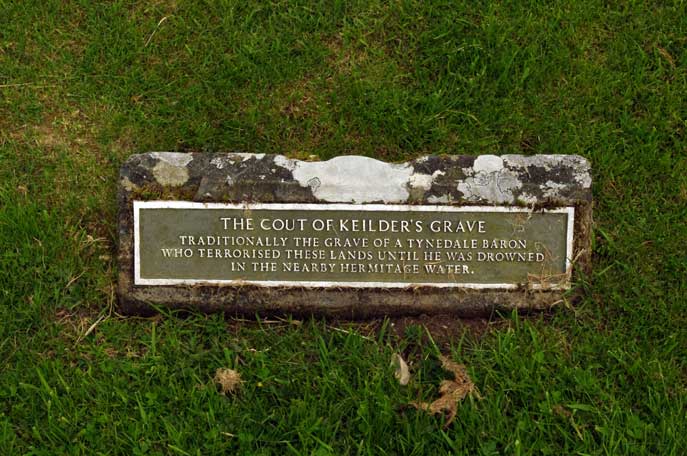 THE COUT OF KEILDER'S GRAVE
TRADITIONALLY THE GRAVE OF A TYNEDALE BARON
WHO TERRORISED THESE LANDS UNTIL HE WAS DROWNED
IN THE NEARBY HERMITAGE WATER.